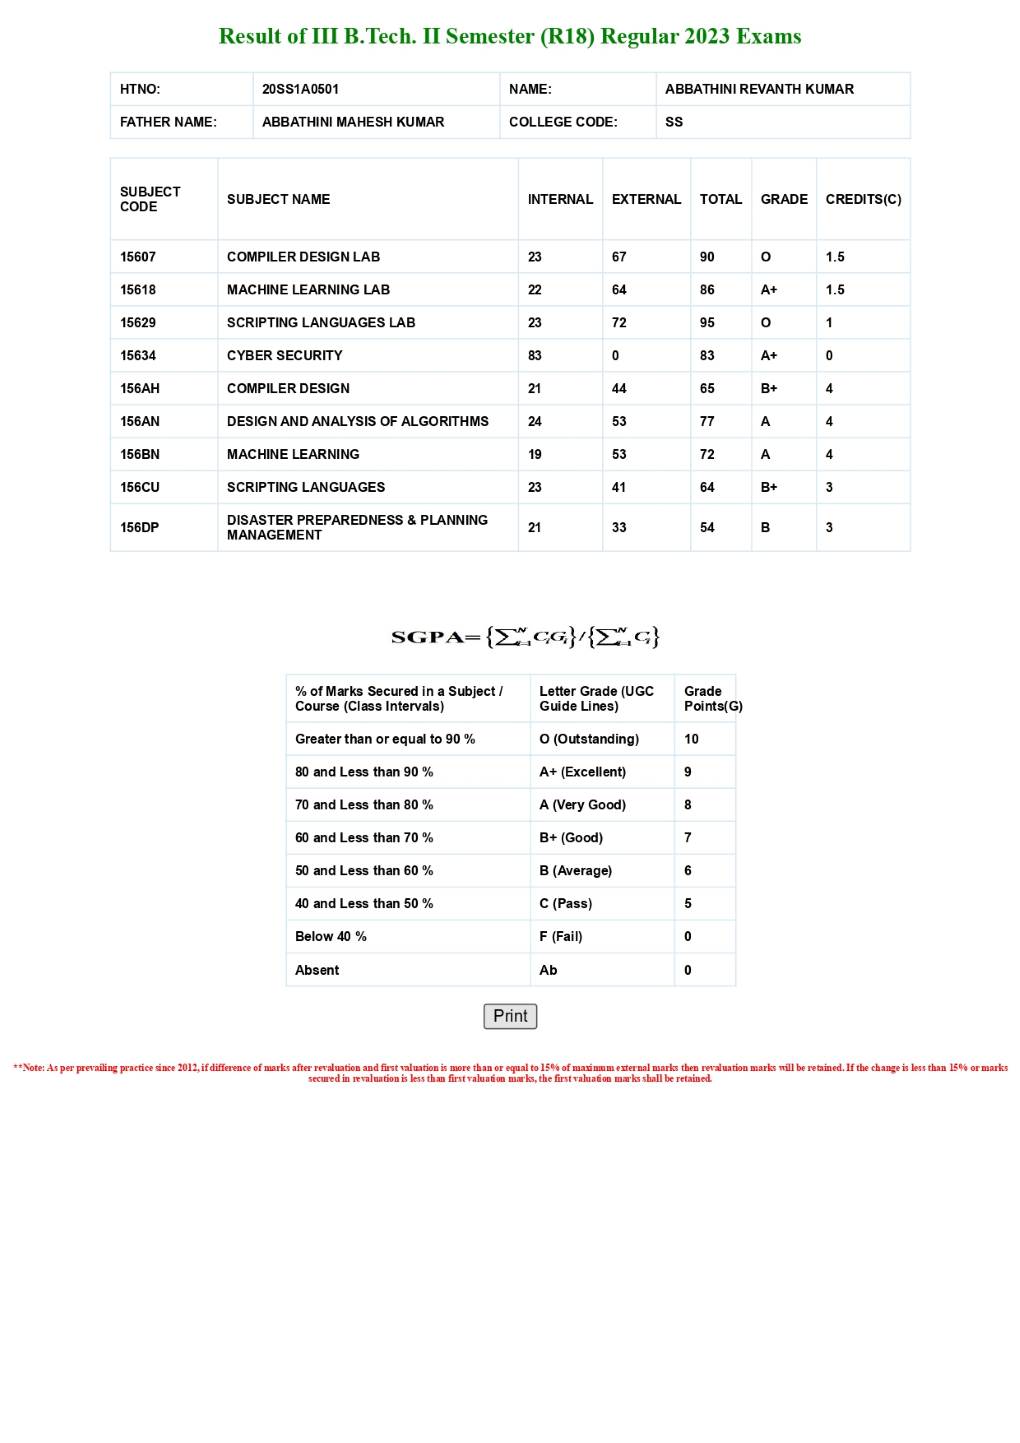 Result of III B.Tech. II Semester (R18) Regular 2023 Exams
HTNO: 20SS1A0501 NAME: ABBATHINI REVANTH KUMAR
FATHER NAME: ABBATHINI MAHESH KUMAR COLLEGE CODE: SS
SUBJECT CODE SUBJECT NAME INTERNAL EXTERNAL TOTAL GRADE CREDITS(C)
15607 COMPILER DESIGN LAB 23 67 90 O 1.5
15618 MACHINE LEARNING LAB 22 64 86 A+ 1.5
15629 SCRIPTING LANGUAGES LAB 23 72 95 O 1
15634 CYBER SECURITY 83 0 83 A+ 0
156AH COMPILER DESIGN 21 44 65 B+ 4
156AN DESIGN AND ANALYSIS OF ALGORITHMS 24 53 77 A 4
156BN MACHINE LEARNING 19 53 72 A 4
156CU SCRIPTING LANGUAGES 23 41 64 B+ 3
156DP DISASTER PREPAREDNESS & PLANNING MANAGEMENT 21 33 54 B 3
SGPA={∑ᴺᵢ₌₁ CᵢGᵢ}/{∑ᴺᵢ₌₁ Cᵢ}
% of Marks Secured in a Subject / Course (Class Intervals) Letter Grade (UGC Guide Lines) Grade Points(G)
Greater than or equal to 90 % O (Outstanding) 10
80 and Less than 90 % A+ (Excellent) 9
70 and Less than 80 % A (Very Good) 8
60 and Less than 70 % B+ (Good) 7
50 and Less than 60 % B (Average) 6
40 and Less than 50 % C (Pass) 5
Below 40 % F (Fail) 0
Absent Ab 0
Print
**Note: As per prevailing practice since 2012, if difference of marks after revaluation and first valuation is more than or equal to 15% of maximum external marks then revaluation marks will be retained. If the change is less than 15% or marks
secured in revaluation is less than first valuation marks, the first valuation marks shall be retained.